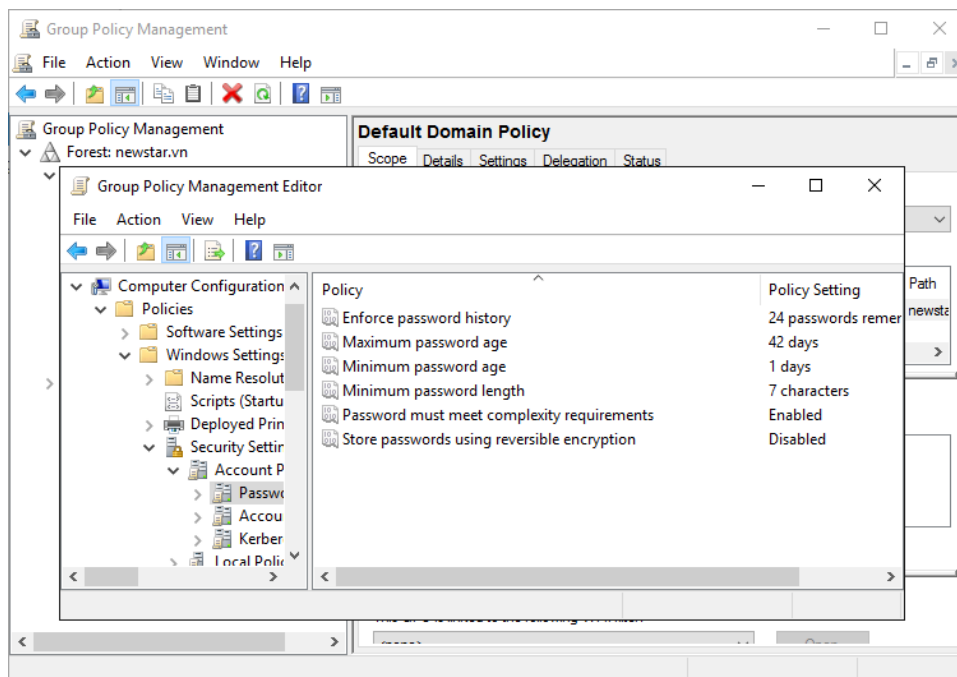 Group Policy Management
File Action View Window Help
Group Policy Management
Forest: newstar.vn
Default Domain Policy
Scope Details Settings Delegation Status
Path
newsta
Group Policy Management Editor
File Action View Help
Computer Configuration
Policies
Software Settings
Windows Settings
Name Resolut
Scripts (Startu
Deployed Prin
Security Settin
Account P
Passwo
Accou
Kerber
Local Polic
Policy Policy Setting
Enforce password history 24 passwords remer
Maximum password age 42 days
Minimum password age 1 days
Minimum password length 7 characters
Password must meet complexity requirements Enabled
Store passwords using reversible encryption Disabled